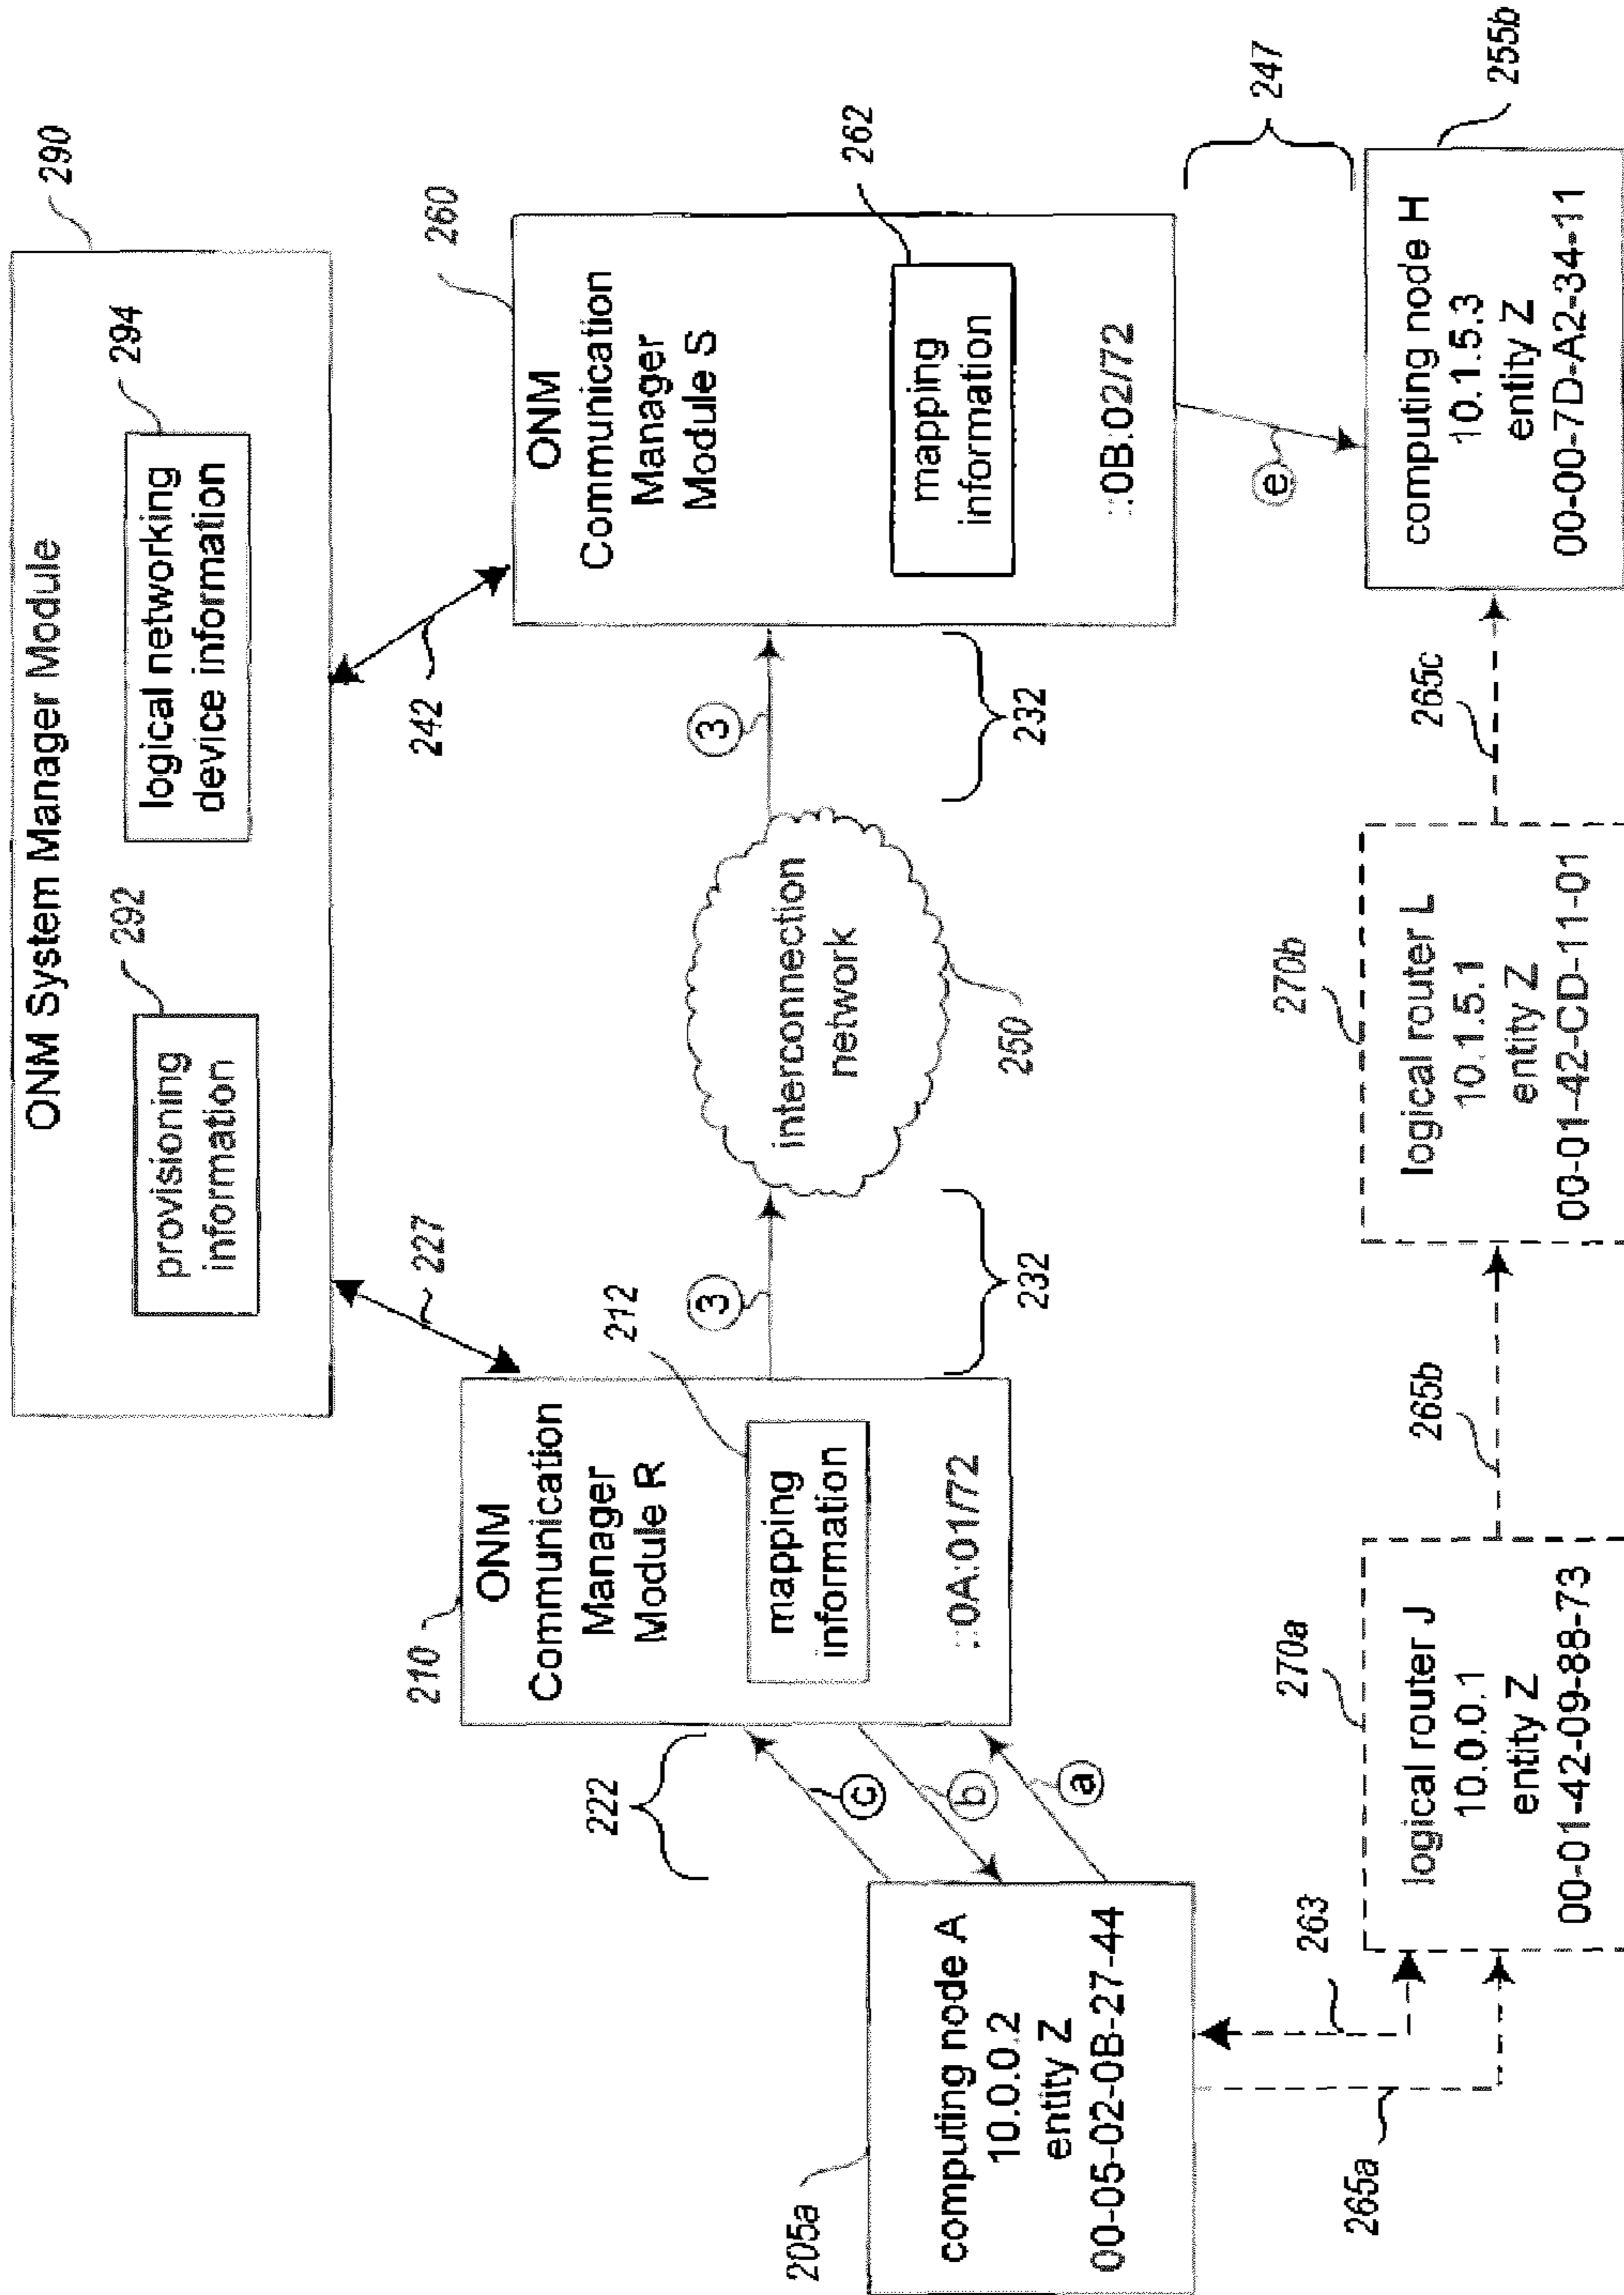 ONM System Manager Module
290
provisioning
information
292
logical networking
device information
294
227
242
210
ONM
Communication
Manager
Module R
212
mapping
information
::0A:01/72
3
232
interconnection
network
250
3
232
260
ONM
Communication
Manager
Module S
262
mapping
information
::0B:02/72
222
c
b
a
205a
computing node A
10.0.0.2
entity Z
00-05-02-0B-27-44
e
247
255b
computing node H
10.1.5.3
entity Z
00-00-7D-A2-34-11
263
265a
270a
logical router J
10.0.0.1
entity Z
00-01-42-09-88-73
265b
270b
logical router L
10.1.5.1
entity Z
00-01-42-CD-11-01
265c